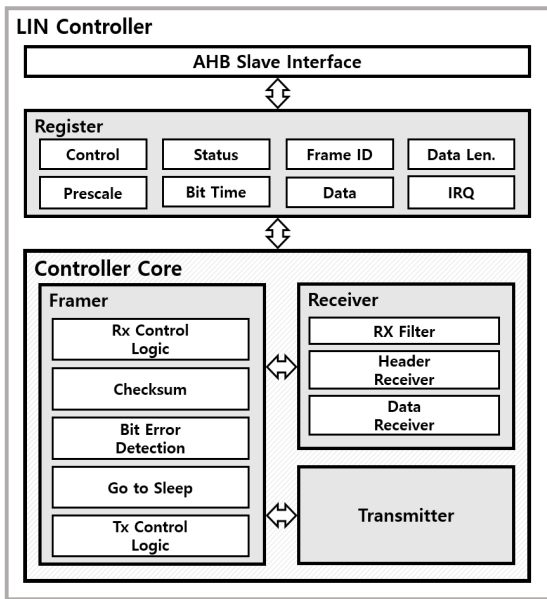 LIN Controller
AHB Slave Interface
Register
Control
Status
Frame ID
Data Len.
Prescale
Bit Time
Data
IRQ
Controller Core
Framer
Rx Control
Logic
Checksum
Bit Error
Detection
Go to Sleep
Tx Control
Logic
Receiver
RX Filter
Header
Receiver
Data
Receiver
Transmitter